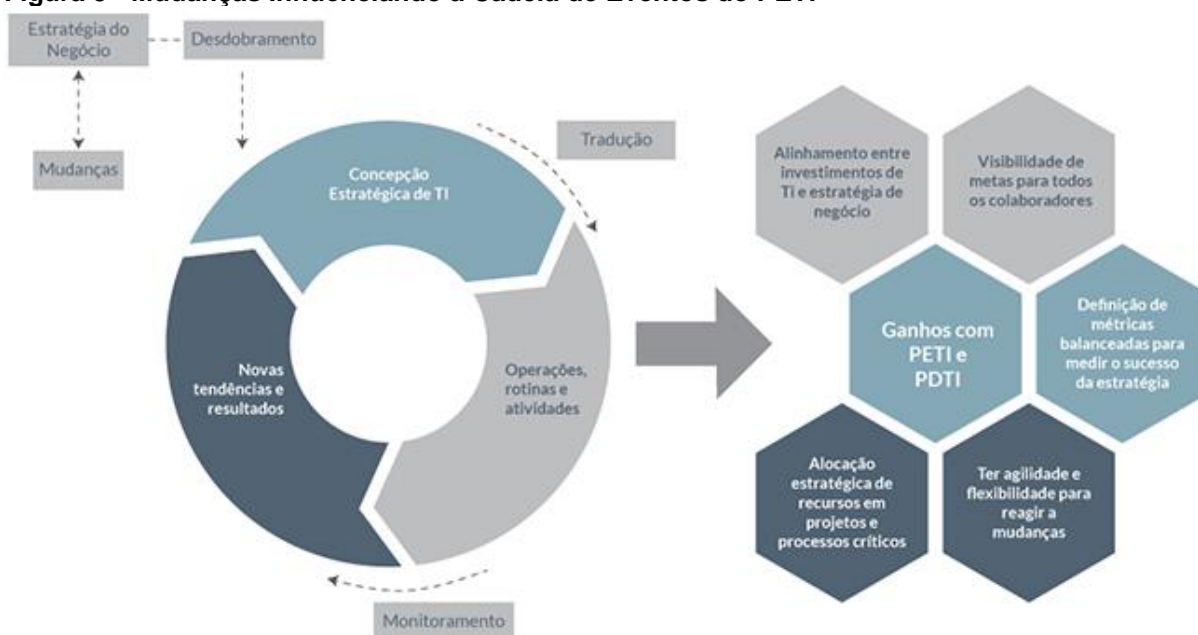 Estratégia do
Negócio
Desdobramento
Mudanças
Tradução
Concepção
Estratégica de TI
Novas
tendências e
resultados
Operações,
rotinas e
atividades
Monitoramento
Alinhamento entre
investimentos de
Ti e estratégia de
negócio
Visibilidade de
metas para todos
os colaboradores
Ganhos com
PETI e
PDTI
Definição de
métricas
balanceadas para
medir o sucesso
da estratégia
Alocação
estratégica de
recursos em
projetos e
processos críticos
Ter agilidade e
flexibilidade para
reagir a
mudanças